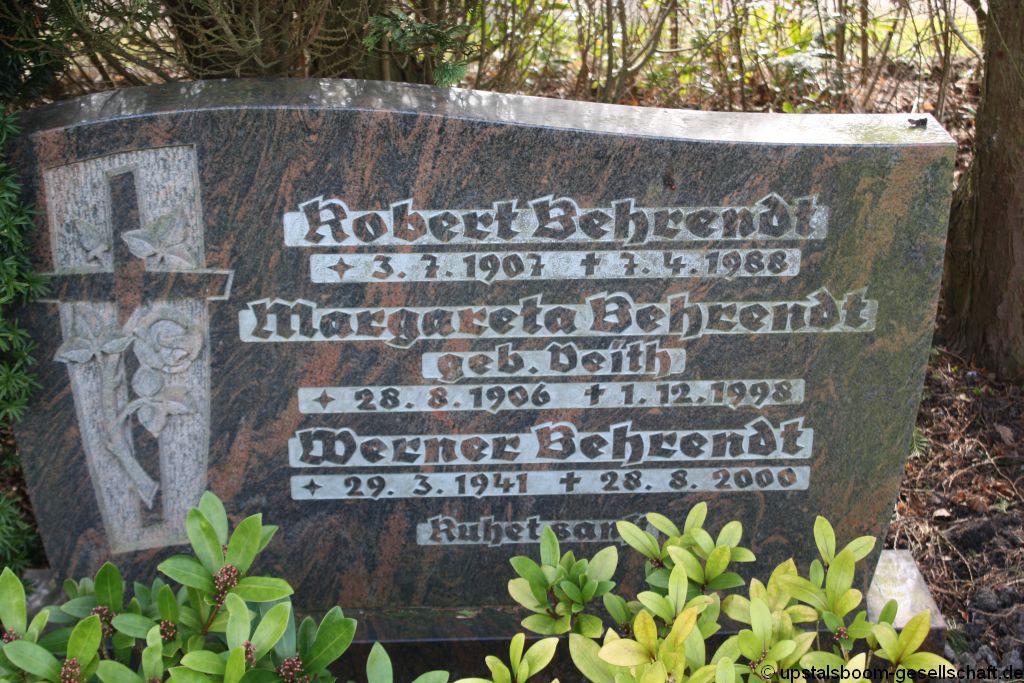 Robert Behrendt
✦ 3. 7. 1907 ✝ 7. 4. 1988
Margareta Behrendt
geb. Veith
✦ 28. 8. 1906 ✝ 1. 12. 1998
Werner Behrendt
✦ 29. 3. 1941 ✝ 28. 8. 2000
Ruhet sanft
© upstalsboom-gesellschaft.de